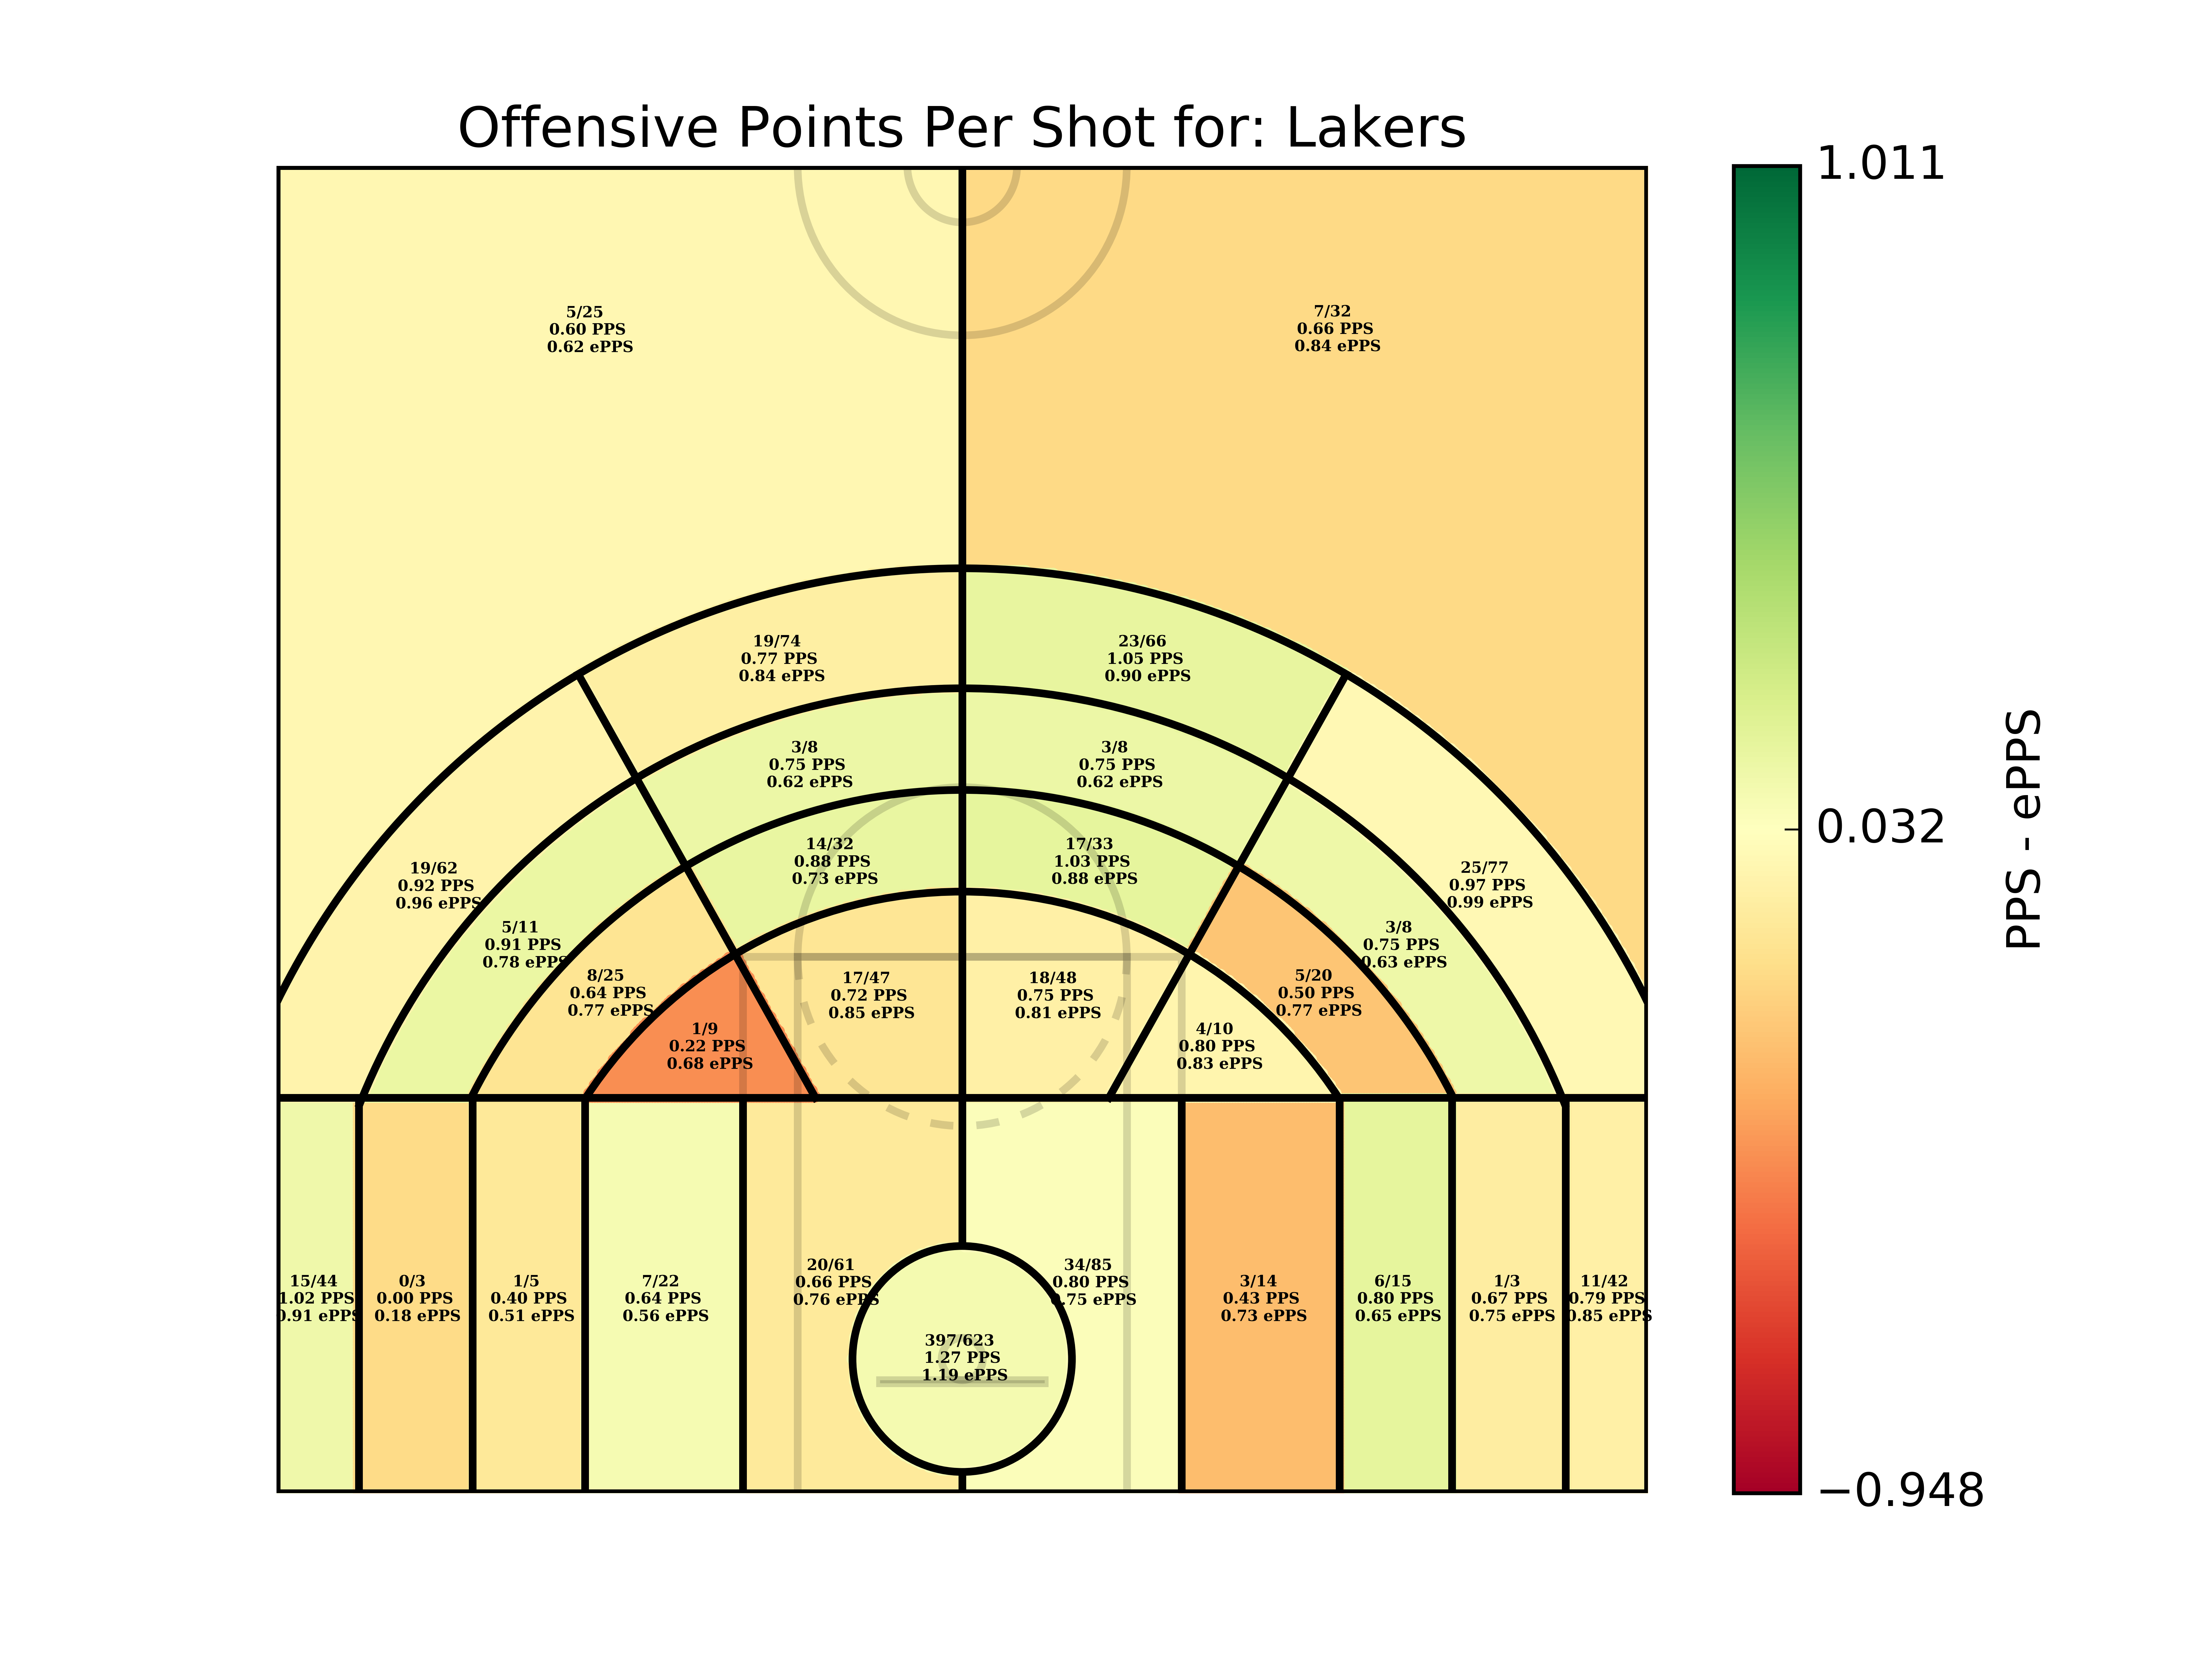 Offensive Points Per Shot for: Lakers
1.011
5/25
0.60 PPS
0.62 ePPS
7/32
0.66 PPS
0.84 ePPS
19/74
0.77 PPS
0.84 ePPS
23/66
1.05 PPS
0.90 ePPS
3/8
0.75 PPS
0.62 ePPS
3/8
0.75 PPS
0.62 ePPS
14/32
0.88 PPS
0.73 ePPS
17/33
1.03 PPS
0.88 ePPS
19/62
0.92 PPS
0.96 ePPS
25/77
0.97 PPS
0.99 ePPS
5/11
0.91 PPS
0.78 ePPS
3/8
0.75 PPS
0.63 ePPS
8/25
0.64 PPS
0.77 ePPS
17/47
0.72 PPS
0.85 ePPS
18/48
0.75 PPS
0.81 ePPS
5/20
0.50 PPS
0.77 ePPS
1/9
0.22 PPS
0.68 ePPS
4/10
0.80 PPS
0.83 ePPS
15/44
1.02 PPS
0.91 ePPS
0/3
0.00 PPS
0.18 ePPS
1/5
0.40 PPS
0.51 ePPS
7/22
0.64 PPS
0.56 ePPS
20/61
0.66 PPS
0.76 ePPS
34/85
0.80 PPS
0.75 ePPS
3/14
0.43 PPS
0.73 ePPS
6/15
0.80 PPS
0.65 ePPS
1/3
0.67 PPS
0.75 ePPS
11/42
0.79 PPS
0.85 ePPS
397/623
1.27 PPS
1.19 ePPS
0.032
−0.948
PPS - ePPS